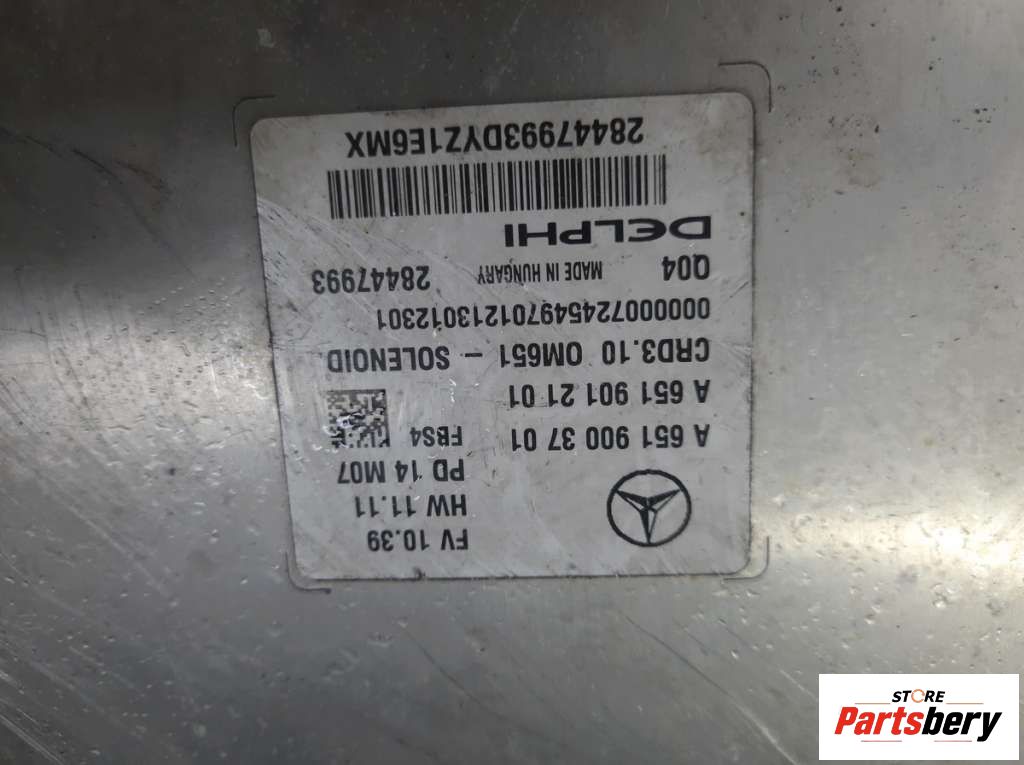 FV 10.39
HW 11.11
PD 14 M07
A 651 900 37 01 FBS4
A 651 901 21 01
CRD3.10 OM651 - SOLENOID
000000724549701213012301
Q04 MADE IN HUNGARY 28447993
DELPHI
28447993DYZ1E6MX
STORE
Partsbery